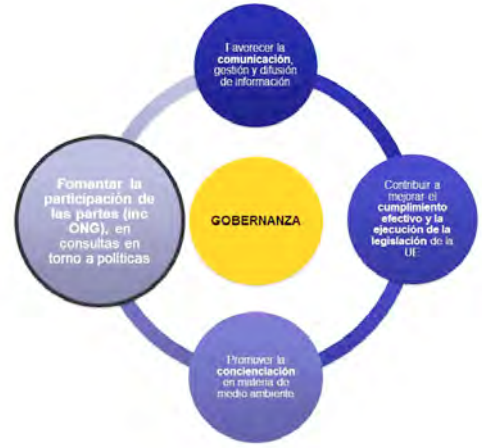 Favorecer la
comunicación,
gestión y difusión
de información
Fomentar la
participación de
las partes (inc
ONG), en
consultas en
torno a políticas
GOBERNANZA
Contribuir a
mejorar el
cumplimiento
efectivo y la
ejecución de la
legislación de la
UE
Promover la
concienciación
en materia de
medio ambiente